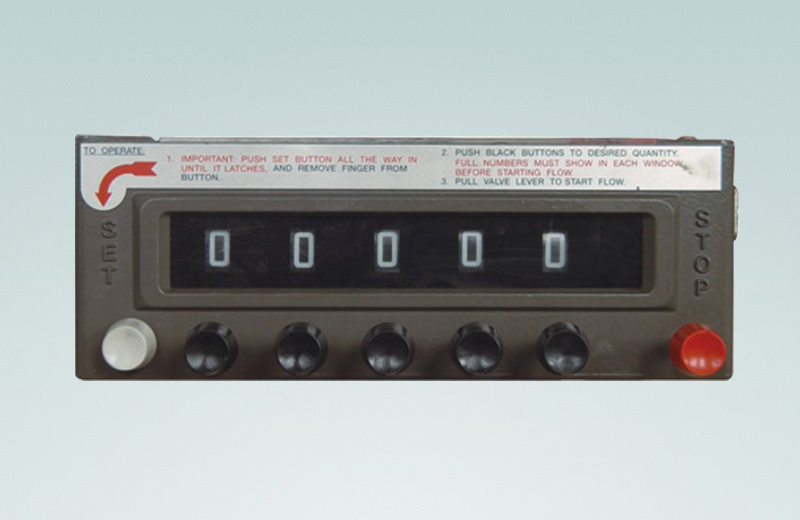 TO OPERATE:
1. IMPORTANT: PUSH SET BUTTON ALL THE WAY IN
UNTIL IT LATCHES, AND REMOVE FINGER FROM
BUTTON.
2. PUSH BLACK BUTTONS TO DESIRED QUANTITY.
FULL NUMBERS MUST SHOW IN EACH WINDOW
BEFORE STARTING FLOW.
3. PULL VALVE LEVER TO START FLOW.
SET
0 0 0 0 0
STOP